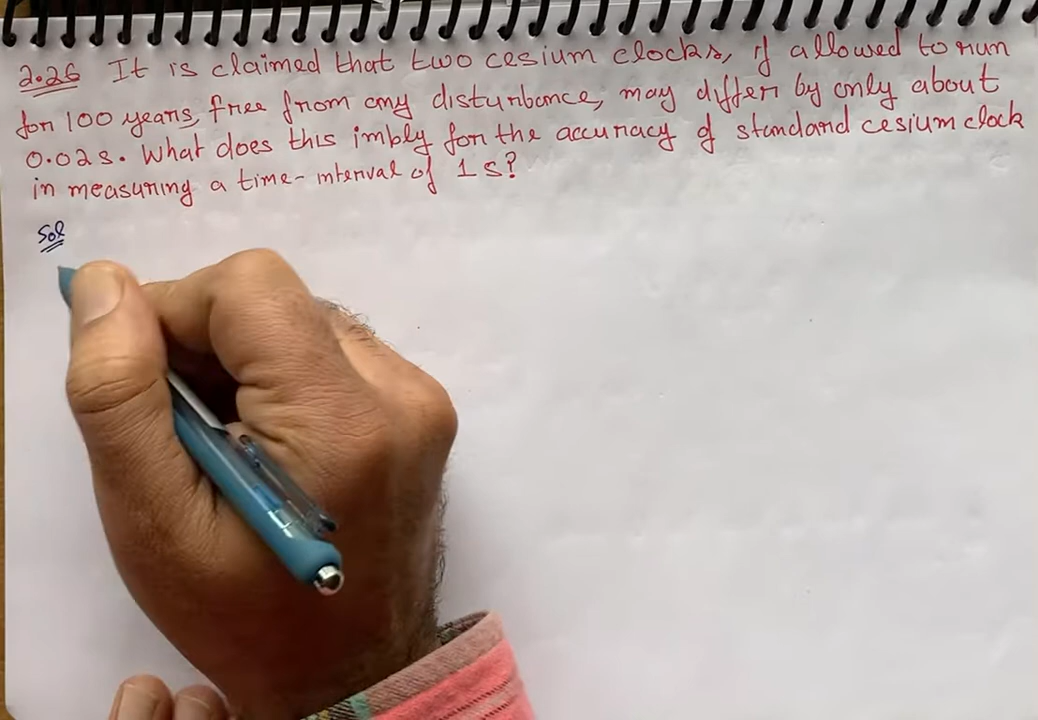 2.26 It is claimed that two cesium clocks, if allowed to run
for 100 years, free from any disturbance, may differ by only about
0.02 s. What does this imbly for the accuracy of standard cesium clock
in measuring a time-interval of 1 s?
Sol